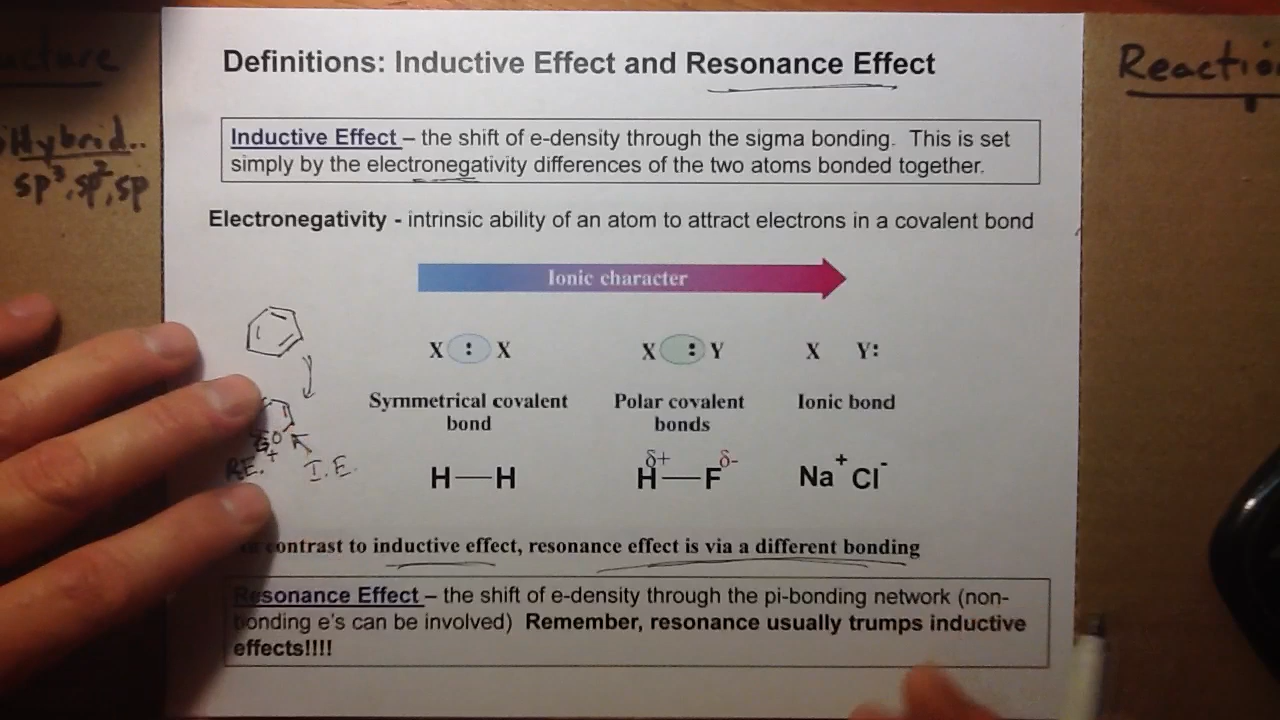 Definitions: Inductive Effect and Resonance Effect
Reactio
Hybrid..
sp³, sp², sp
Inductive Effect – the shift of e-density through the sigma bonding. This is set
simply by the electronegativity differences of the two atoms bonded together.
Electronegativity - intrinsic ability of an atom to attract electrons in a covalent bond
Ionic character
X : X
X : Y
X Y:
Symmetrical covalent
bond
Polar covalent
bonds
Ionic bond
H—H
δ+ δ-
H—F
Na⁺ Cl⁻
R.E. +
I.E.
contrast to inductive effect, resonance effect is via a different bonding
Resonance Effect – the shift of e-density through the pi-bonding network (non-
bonding e's can be involved) Remember, resonance usually trumps inductive
effects!!!!